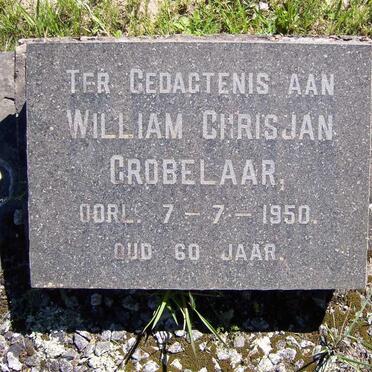 TER GEDACTENIS AAN
WILLIAM CHRISJAN
GROBELAAR,
OORL. 7-7-1950.
OUD 60 JAAR.